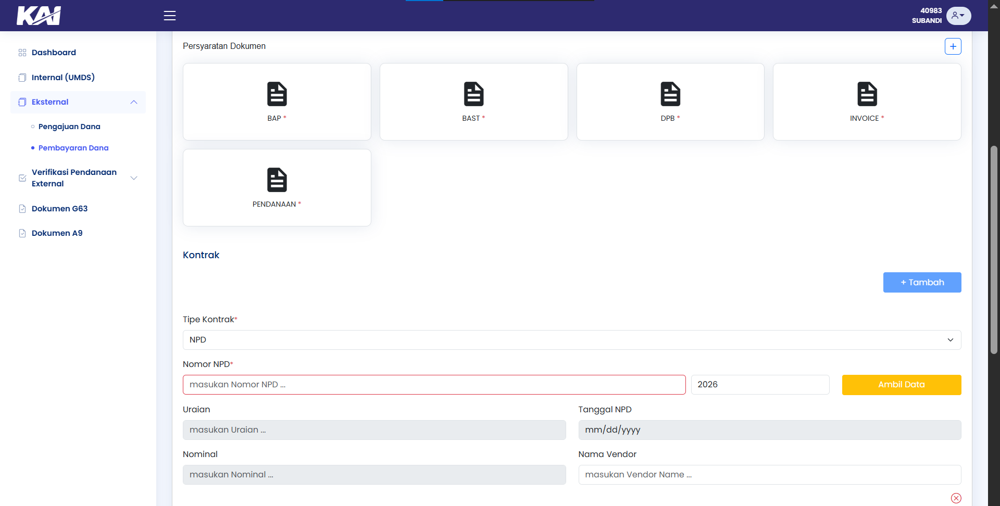 KAI
40983
SUBANDI
Dashboard
Internal (UMDS)
Eksternal
Pengajuan Dana
Pembayaran Dana
Verifikasi Pendanaan
External
Dokumen G63
Dokumen A9
Persyaratan Dokumen
+
BAP *
BAST *
DPB *
INVOICE *
PENDANAAN *
Kontrak
+ Tambah
Tipe Kontrak*
NPD
Nomor NPD*
masukan Nomor NPD ...
2026
Ambil Data
Uraian
Tanggal NPD
masukan Uraian ...
mm/dd/yyyy
Nominal
Nama Vendor
masukan Nominal ...
masukan Vendor Name ...